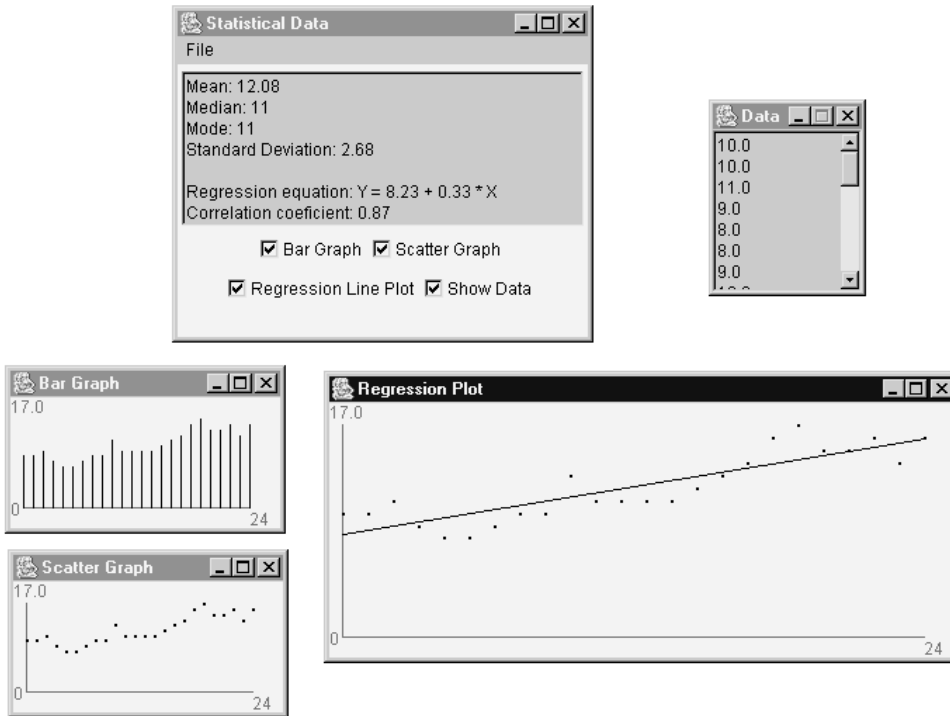 Statistical Data
File
Mean: 12.08
Median: 11
Mode: 11
Standard Deviation: 2.68
Regression equation: Y = 8.23 + 0.33 * X
Correlation coeficient: 0.87
Bar Graph Scatter Graph
Regression Line Plot Show Data
Data
10.0
10.0
11.0
9.0
8.0
8.0
9.0
Bar Graph
17.0
0
24
Regression Plot
17.0
0
24
Scatter Graph
17.0
0
24